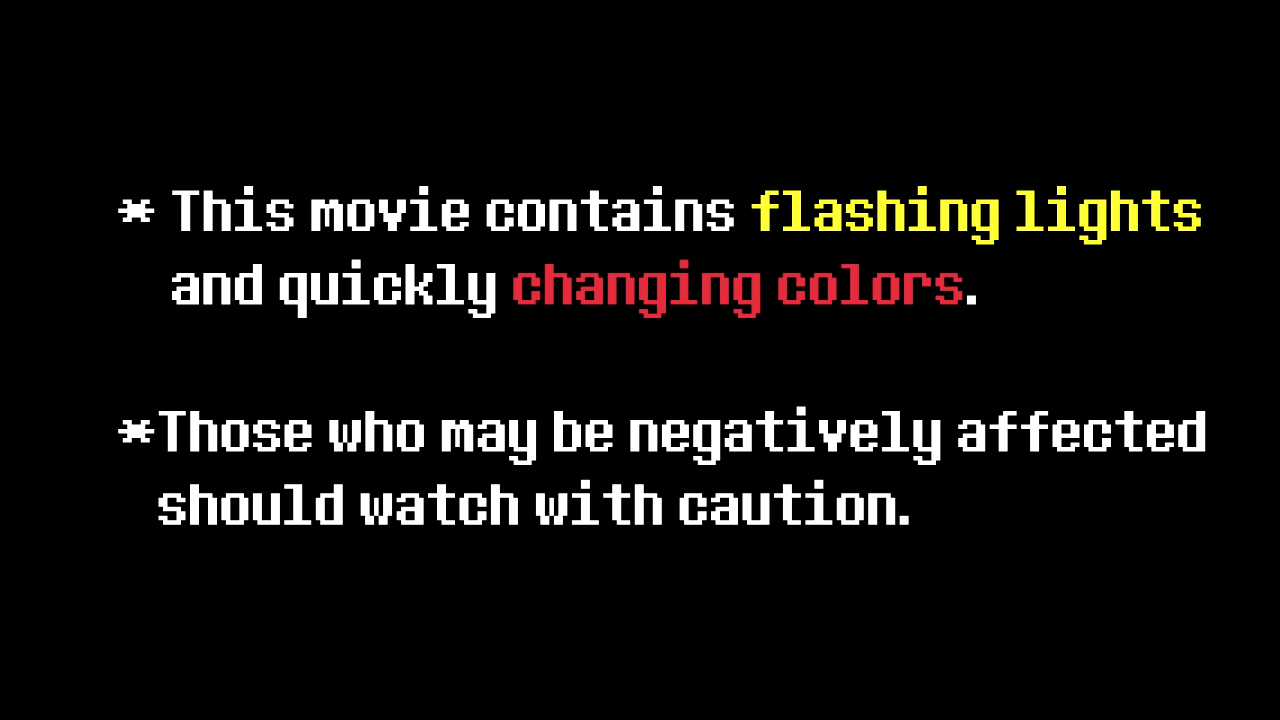 * This movie contains flashing lights
and quickly changing colors.
*Those who may be negatively affected
should watch with caution.